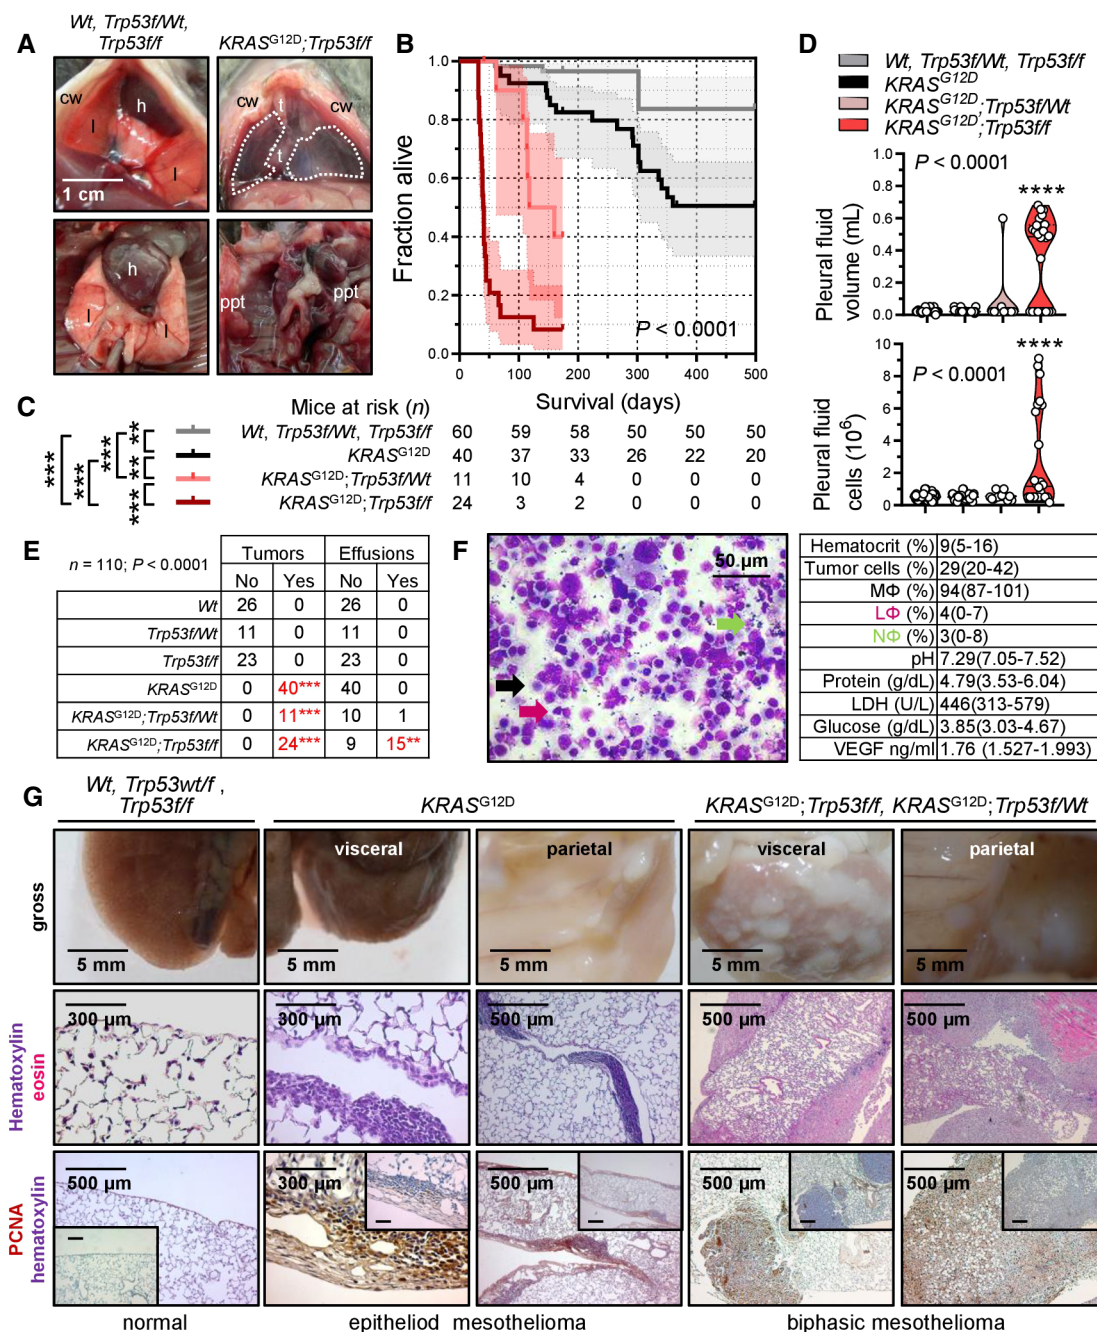 A
Wt, Trp53f/Wt,
Trp53f/f
KRASG12D;Trp53f/f
cw
h
l
l
1 cm
cw
t
cw
t
h
l
l
ppt
ppt
B
Fraction alive
1.0
0.8
0.6
0.4
0.2
0.0
P < 0.0001
0 100 200 300 400 500
Survival (days)
C
Mice at risk (n)
Wt, Trp53f/Wt, Trp53f/f 60 59 58 50 50 50
KRASG12D 40 37 33 26 22 20
KRASG12D;Trp53f/Wt 11 10 4 0 0 0
KRASG12D;Trp53f/f 24 3 2 0 0 0
***
***
***
**
**
***
D
Wt, Trp53f/Wt, Trp53f/f
KRASG12D
KRASG12D;Trp53f/Wt
KRASG12D;Trp53f/f
Pleural fluid
volume (mL)
1.0
0.8
0.6
0.4
0.2
0.0
P < 0.0001
****
Pleural fluid
cells (10^6)
10
8
6
4
2
0
P < 0.0001
****
E
n = 110; P < 0.0001
Tumors Effusions
No Yes No Yes
Wt 26 0 26 0
Trp53f/Wt 11 0 11 0
Trp53f/f 23 0 23 0
KRASG12D 0 40*** 40 0
KRASG12D;Trp53f/Wt 0 11*** 10 1
KRASG12D;Trp53f/f 0 24*** 9 15**
F
50 µm
Hematocrit (%) 9(5-16)
Tumor cells (%) 29(20-42)
MΦ (%) 94(87-101)
LΦ (%) 4(0-7)
NΦ (%) 3(0-8)
pH 7.29(7.05-7.52)
Protein (g/dL) 4.79(3.53-6.04)
LDH (U/L) 446(313-579)
Glucose (g/dL) 3.85(3.03-4.67)
VEGF ng/ml 1.76 (1.527-1.993)
G
Wt, Trp53wt/f ,
Trp53f/f
KRASG12D
KRASG12D;Trp53f/f, KRASG12D;Trp53f/Wt
gross
visceral
parietal
visceral
parietal
5 mm
5 mm
5 mm
5 mm
5 mm
Hematoxylin
eosin
300 µm
300 µm
500 µm
500 µm
500 µm
PCNA
hematoxylin
500 µm
300 µm
500 µm
500 µm
500 µm
normal
epitheliod mesothelioma
biphasic mesothelioma